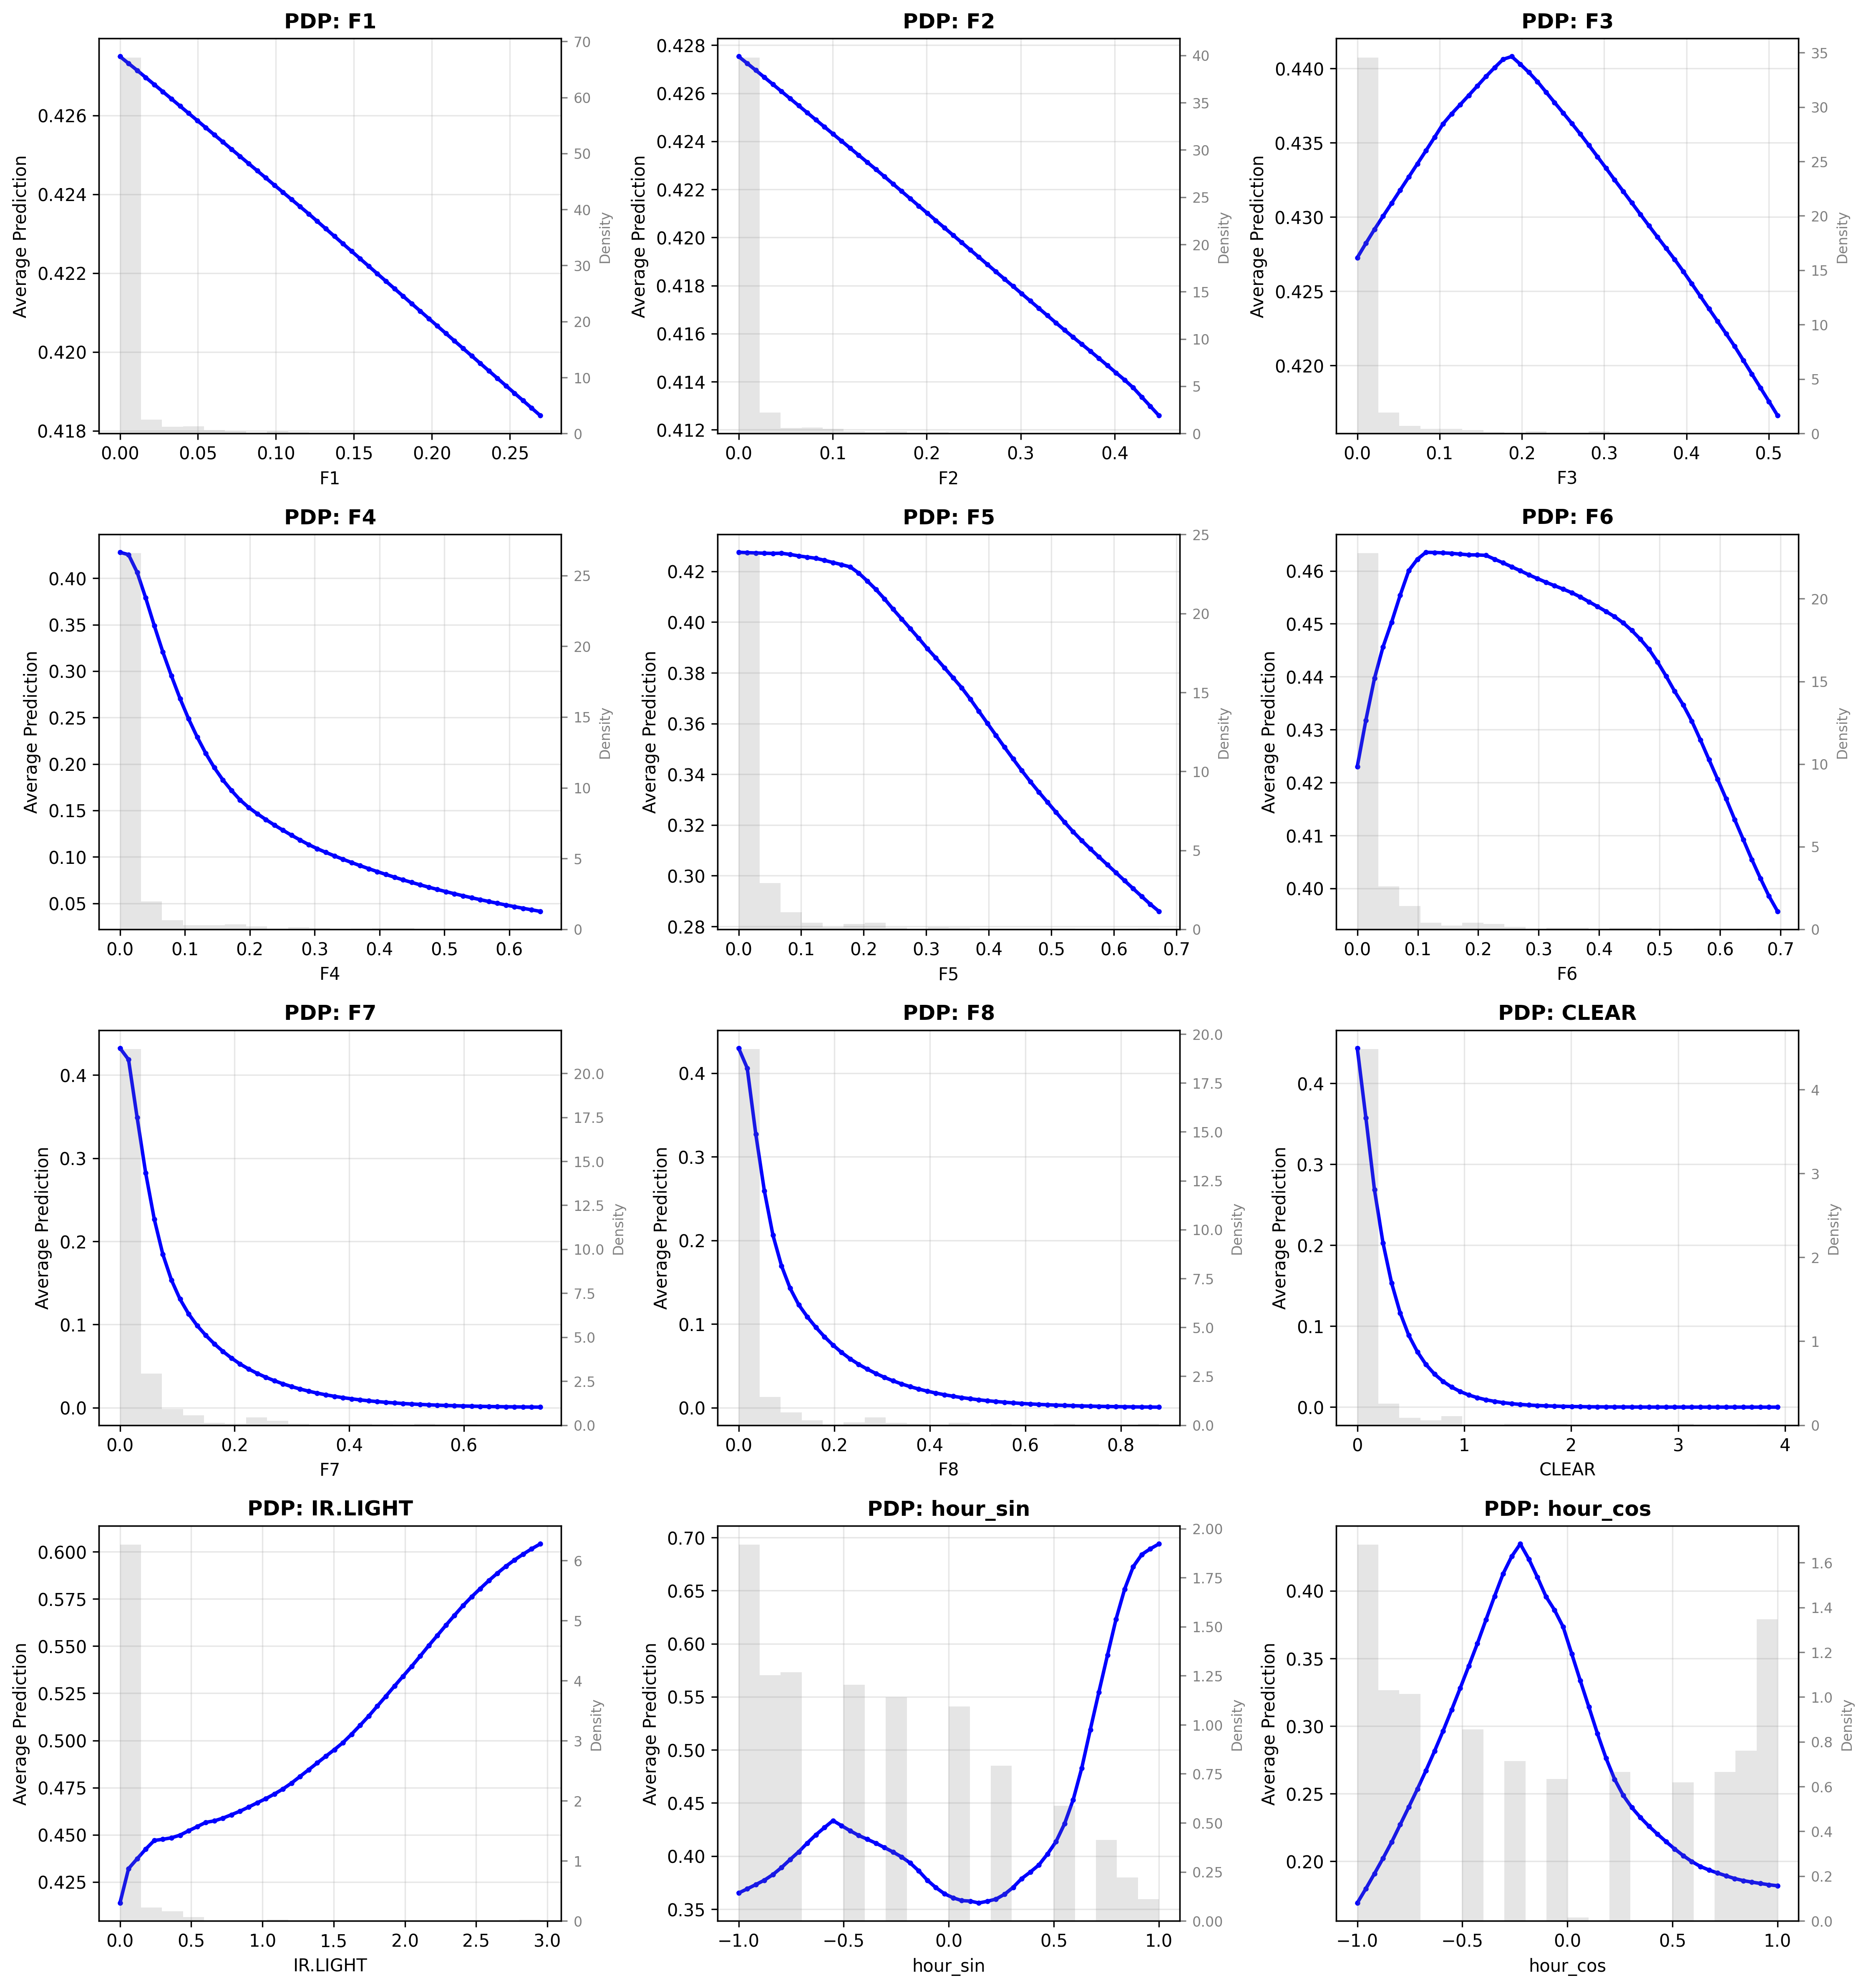 PDP: F1
Average Prediction
0.426
0.424
0.422
0.420
0.418
0.00 0.05 0.10 0.15 0.20 0.25
F1
70
60
50
40
30
20
10
0
Density
PDP: F2
Average Prediction
0.428
0.426
0.424
0.422
0.420
0.418
0.416
0.414
0.412
0.0 0.1 0.2 0.3 0.4
F2
40
35
30
25
20
15
10
5
0
Density
PDP: F3
Average Prediction
0.440
0.435
0.430
0.425
0.420
0.0 0.1 0.2 0.3 0.4 0.5
F3
35
30
25
20
15
10
5
0
Density
PDP: F4
Average Prediction
0.40
0.35
0.30
0.25
0.20
0.15
0.10
0.05
0.0 0.1 0.2 0.3 0.4 0.5 0.6
F4
25
20
15
10
5
0
Density
PDP: F5
Average Prediction
0.42
0.40
0.38
0.36
0.34
0.32
0.30
0.28
0.0 0.1 0.2 0.3 0.4 0.5 0.6 0.7
F5
25
20
15
10
5
0
Density
PDP: F6
Average Prediction
0.46
0.45
0.44
0.43
0.42
0.41
0.40
0.0 0.1 0.2 0.3 0.4 0.5 0.6 0.7
F6
20
15
10
5
0
Density
PDP: F7
Average Prediction
0.4
0.3
0.2
0.1
0.0
0.0 0.2 0.4 0.6
F7
20.0
17.5
15.0
12.5
10.0
7.5
5.0
2.5
0.0
Density
PDP: F8
Average Prediction
0.4
0.3
0.2
0.1
0.0
0.0 0.2 0.4 0.6 0.8
F8
20.0
17.5
15.0
12.5
10.0
7.5
5.0
2.5
0.0
Density
PDP: CLEAR
Average Prediction
0.4
0.3
0.2
0.1
0.0
0 1 2 3 4
CLEAR
4
3
2
1
0
Density
PDP: IR.LIGHT
Average Prediction
0.600
0.575
0.550
0.525
0.500
0.475
0.450
0.425
0.0 0.5 1.0 1.5 2.0 2.5 3.0
IR.LIGHT
6
5
4
3
2
1
0
Density
PDP: hour_sin
Average Prediction
0.70
0.65
0.60
0.55
0.50
0.45
0.40
0.35
−1.0 −0.5 0.0 0.5 1.0
hour_sin
2.00
1.75
1.50
1.25
1.00
0.75
0.50
0.25
0.00
Density
PDP: hour_cos
Average Prediction
0.40
0.35
0.30
0.25
0.20
−1.0 −0.5 0.0 0.5 1.0
hour_cos
1.6
1.4
1.2
1.0
0.8
0.6
0.4
0.2
0.0
Density